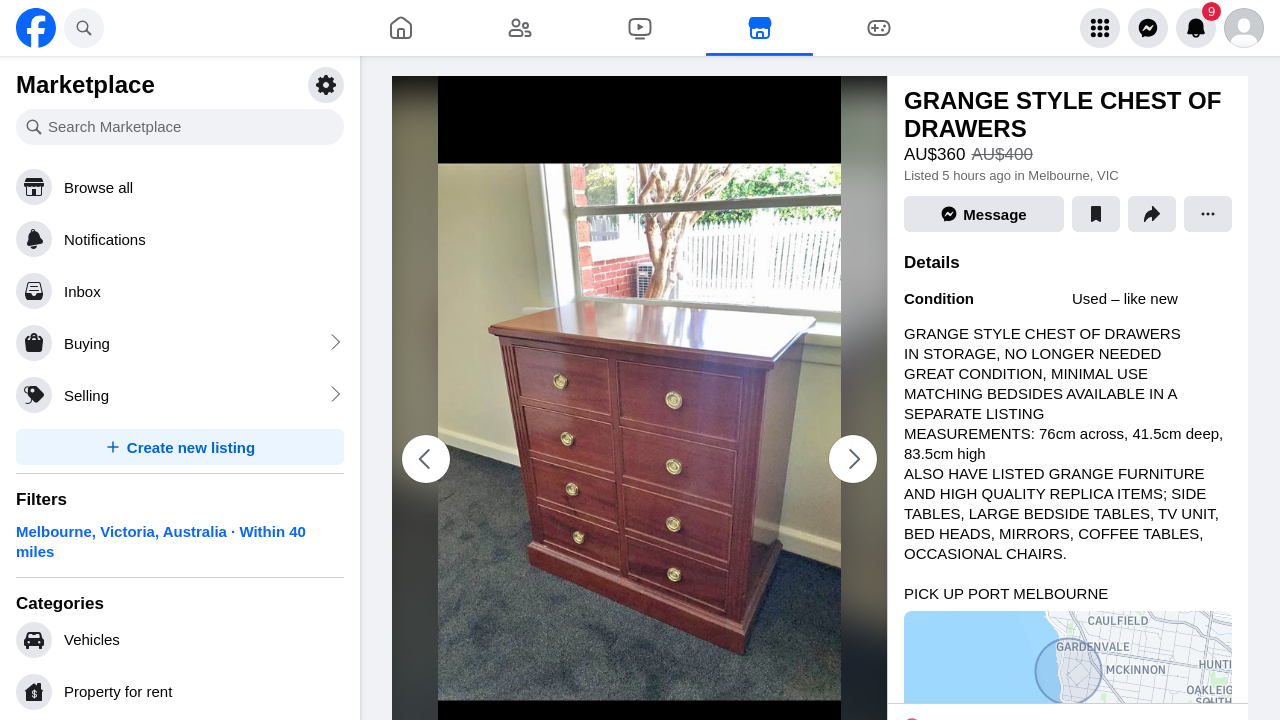 9
Marketplace
Search Marketplace
Browse all
Notifications
Inbox
Buying
Selling
Create new listing
Filters
Melbourne, Victoria, Australia · Within 40
miles
Categories
Vehicles
Property for rent
GRANGE STYLE CHEST OF
DRAWERS
AU$360 AU$400
Listed 5 hours ago in Melbourne, VIC
Message
Details
Condition Used – like new
GRANGE STYLE CHEST OF DRAWERS
IN STORAGE, NO LONGER NEEDED
GREAT CONDITION, MINIMAL USE
MATCHING BEDSIDES AVAILABLE IN A
SEPARATE LISTING
MEASUREMENTS: 76cm across, 41.5cm deep,
83.5cm high
ALSO HAVE LISTED GRANGE FURNITURE
AND HIGH QUALITY REPLICA ITEMS; SIDE
TABLES, LARGE BEDSIDE TABLES, TV UNIT,
BED HEADS, MIRRORS, COFFEE TABLES,
OCCASIONAL CHAIRS.
PICK UP PORT MELBOURNE
CAULFIELD
GARDENVALE
MCKINNON
HUNTI
OAKLEIG
SOUTH